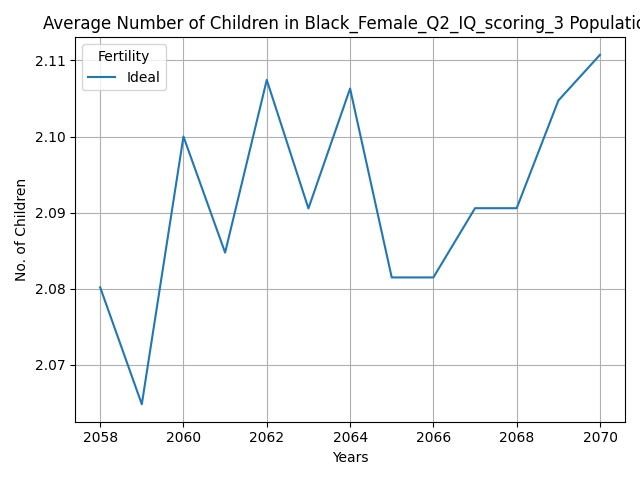 Average Number of Children in Black_Female_Q2_IQ_scoring_3 Populatio
Fertility
Ideal
2.11
2.10
2.09
2.08
2.07
No. of Children
2058 2060 2062 2064 2066 2068 2070
Years